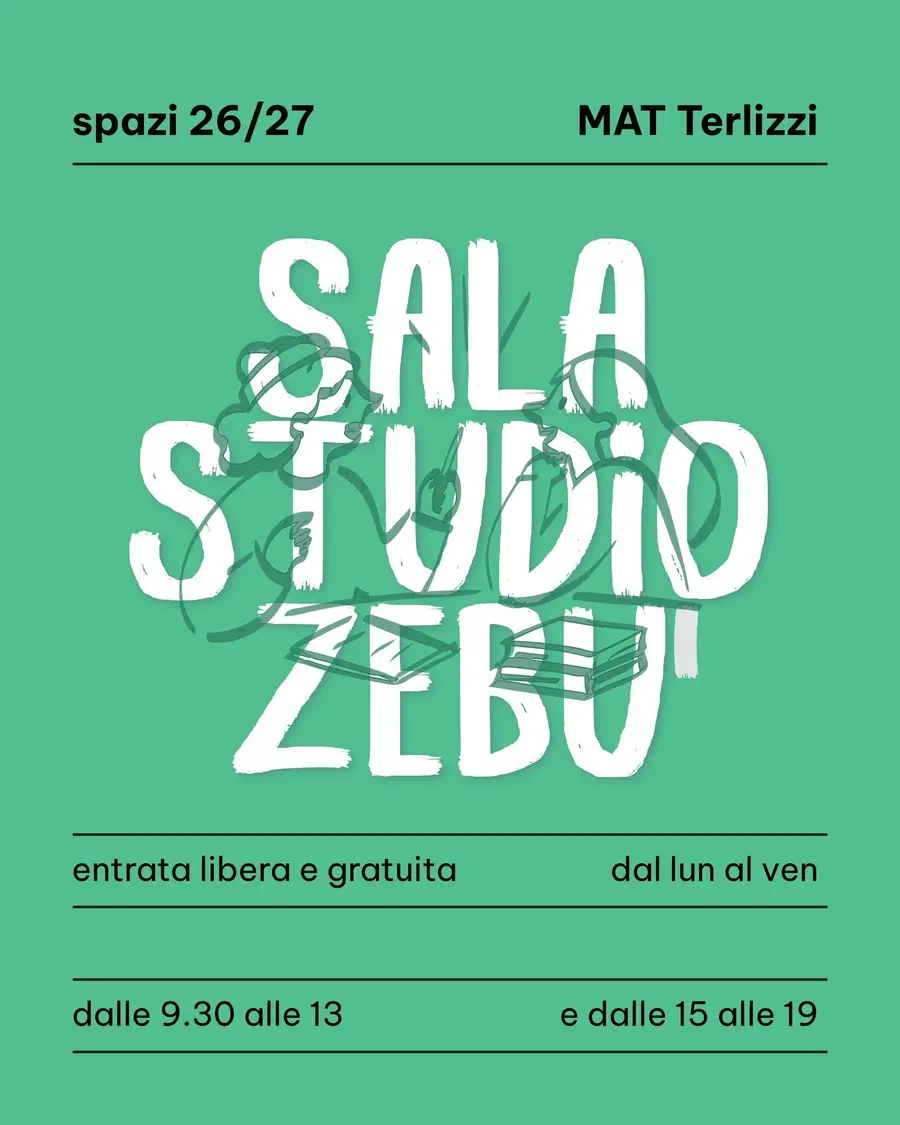 spazi 26/27
MAT Terlizzi
SALA
STUDiO
ZEBU'
entrata libera e gratuita
dal lun al ven
dalle 9.30 alle 13
e dalle 15 alle 19